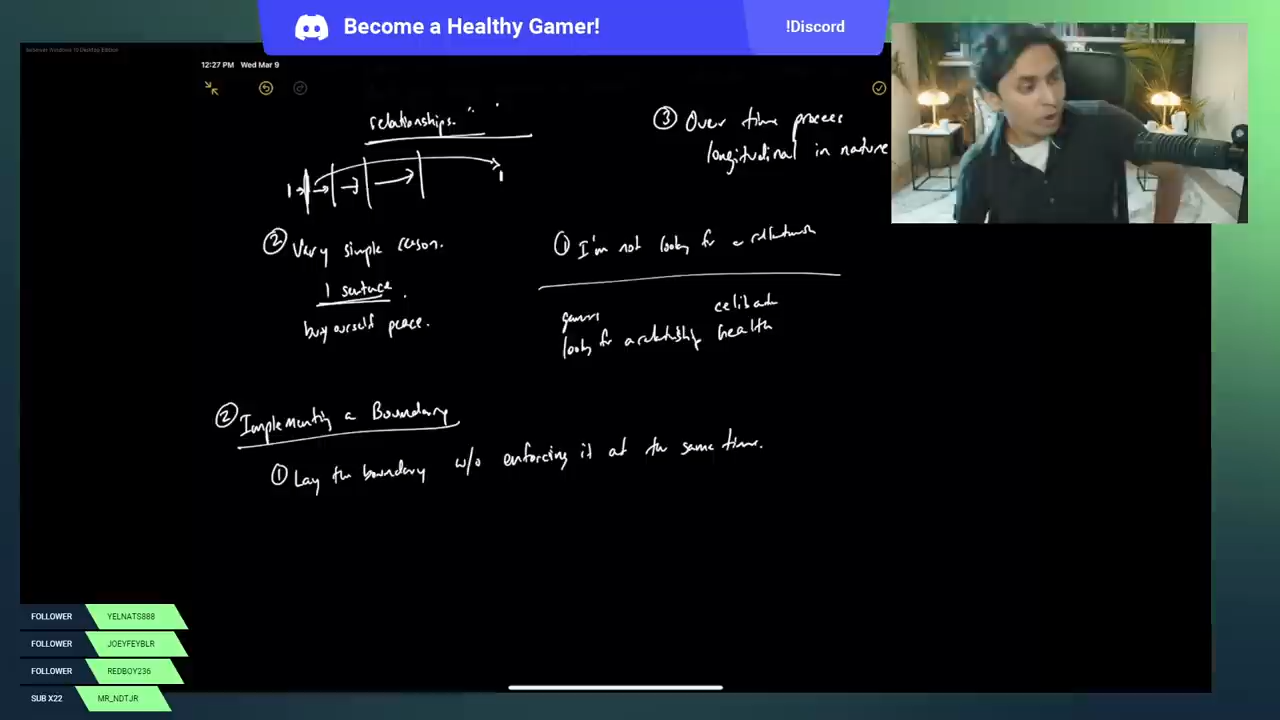 Become a Healthy Gamer!
!Discord
12:27 PM Wed Mar 9
relationships.
③ Over time process
longitudinal in nature
② Very simple reason.
1 sentence.
buy ourself peace.
① I'm not looking for a relationship
celibate
looking for a relationship health
② Implementing a Boundary
① Lay the boundary w/o enforcing it at the same time.
FOLLOWER YELNATS888
FOLLOWER JOEYFEYBLR
FOLLOWER REDBOY236
SUB X22 MR_NDTJR